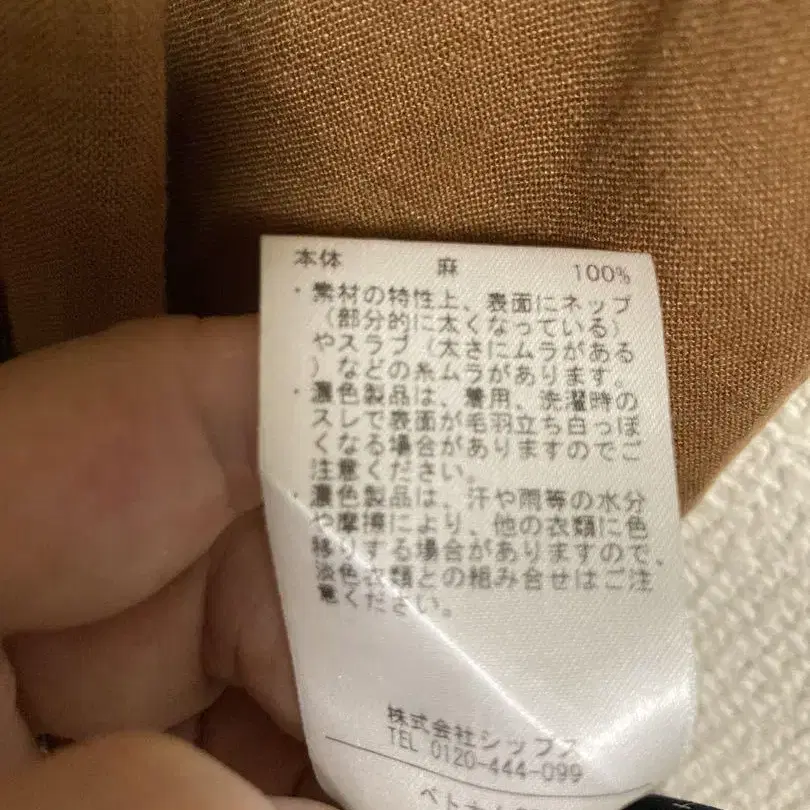 本体 麻 100%
・素材の特性上、表面にネップ
（部分的に太くなっている）
やスラブ（太さにムラがある
）などの糸ムラがあります。
・濃色製品は、着用、洗濯時の
スレで表面が毛羽立ち白っぽ
くなる場合がありますのでご
注意ください。
・濃色製品は、汗や雨等の水分
や摩擦により、他の衣類に色
移りする場合がありますので、
淡色衣類との組み合せはご注
意ください。
株式会社シップス
TEL 0120-444-099